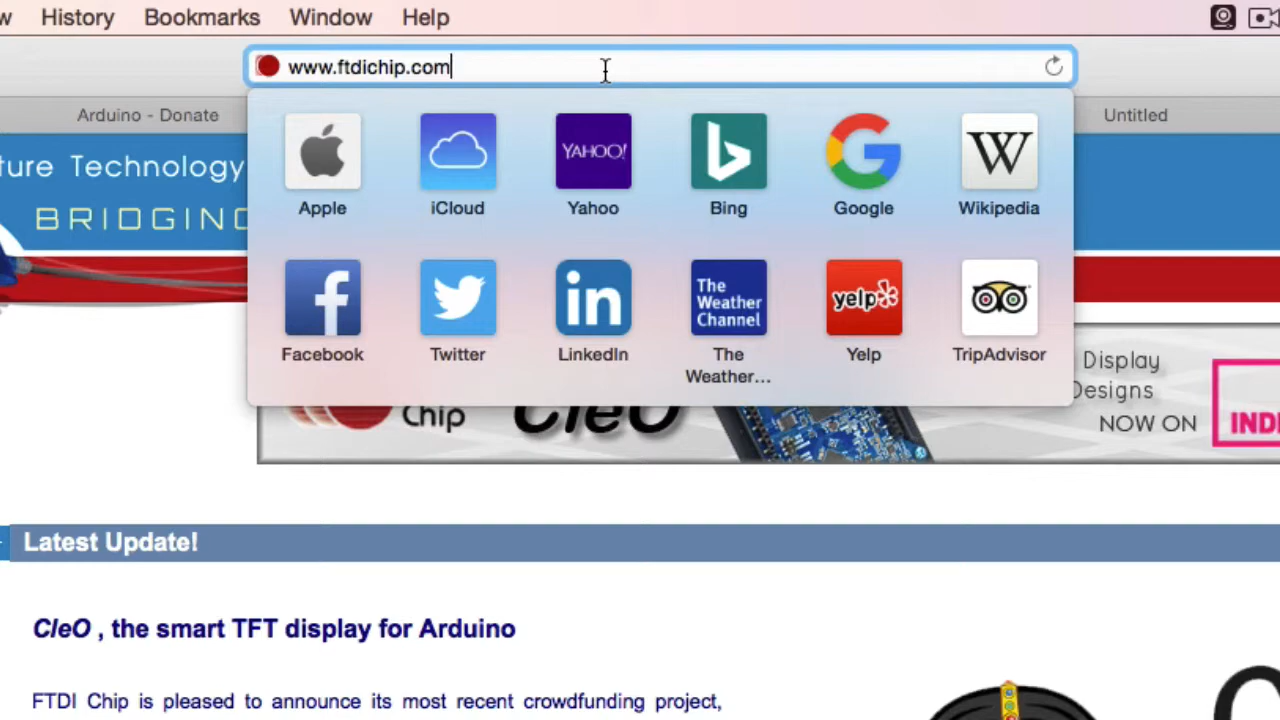 w History Bookmarks Window Help
www.ftdichip.com
Arduino - Donate Untitled
ture Technology
BRIDGING
YAHOO!
Apple iCloud Yahoo Bing Google Wikipedia
The
Weather
Channel
yelp
Facebook Twitter LinkedIn The Yelp TripAdvisor
Weather...
Display
Designs
Chip CleO NOW ON INDI
Latest Update!
CleO , the smart TFT display for Arduino
FTDI Chip is pleased to announce its most recent crowdfunding project,